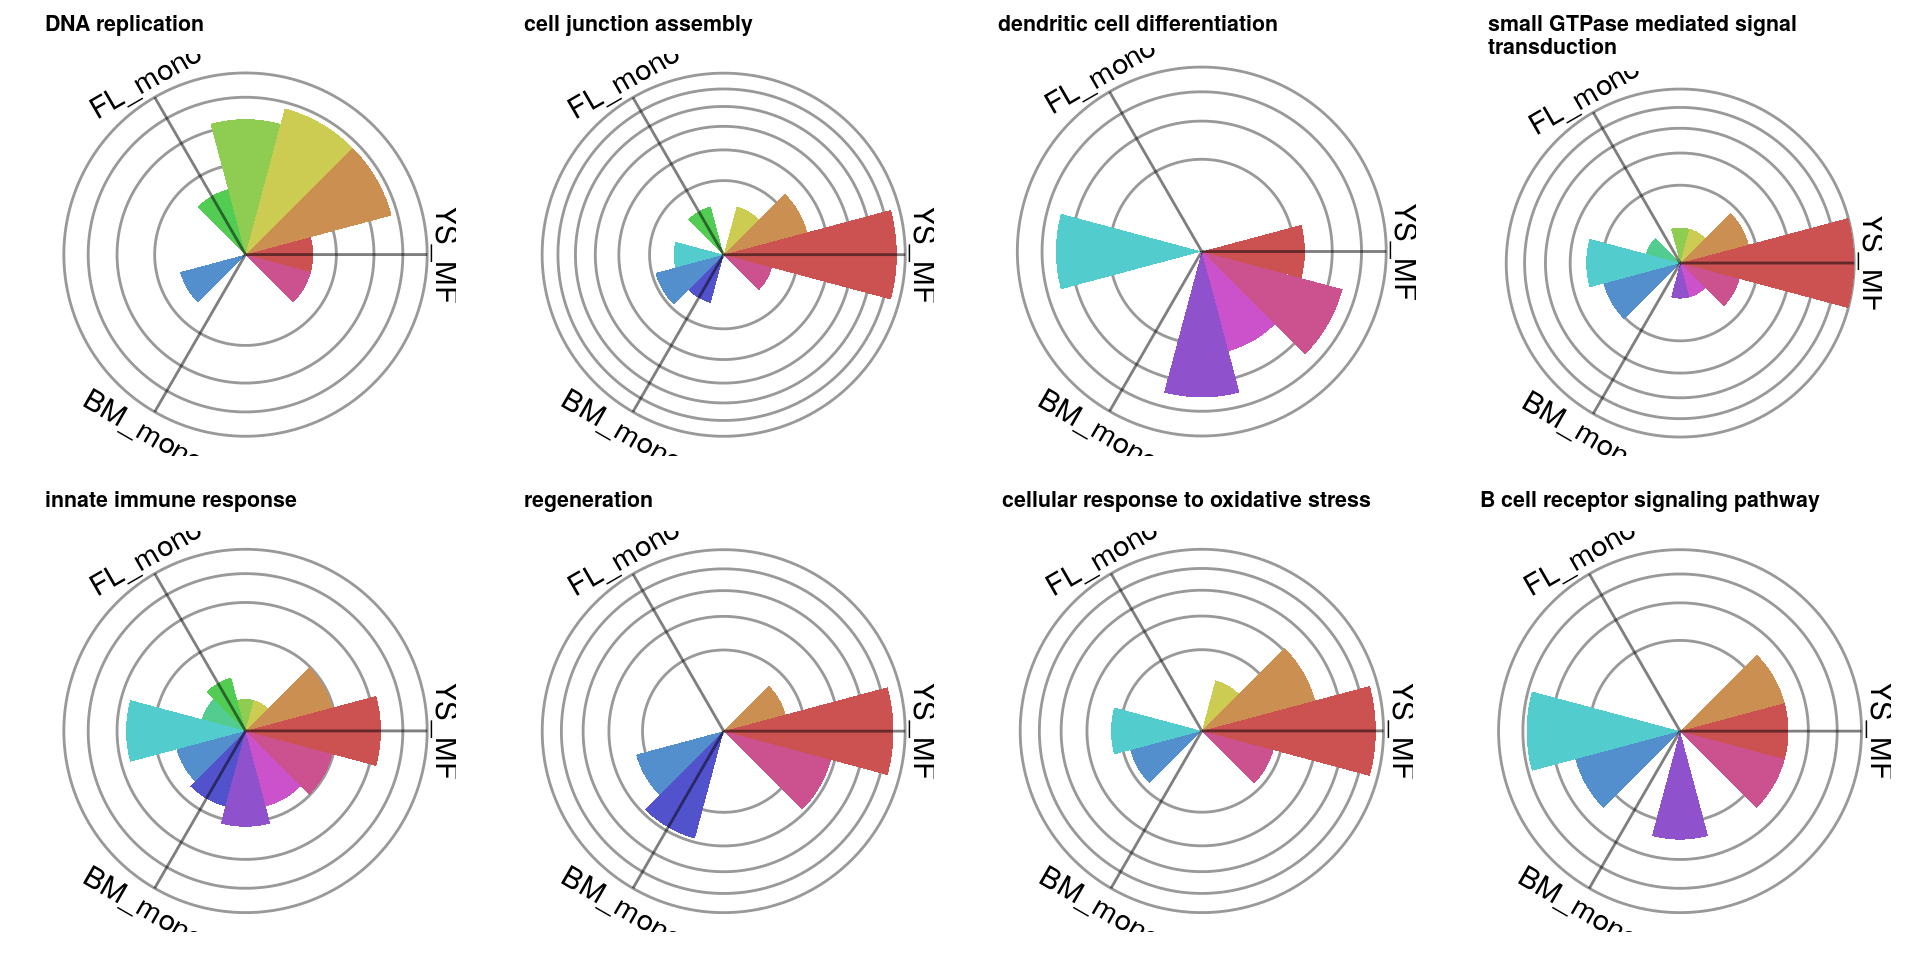 DNA replication
FL_mono
YS_MF
BM_mono
cell junction assembly
FL_mono
YS_MF
BM_mono
dendritic cell differentiation
FL_mono
YS_MF
BM_mono
small GTPase mediated signal
transduction
FL_mono
YS_MF
BM_mono
innate immune response
FL_mono
YS_MF
BM_mono
regeneration
FL_mono
YS_MF
BM_mono
cellular response to oxidative stress
FL_mono
YS_MF
BM_mono
B cell receptor signaling pathway
FL_mono
YS_MF
BM_mono